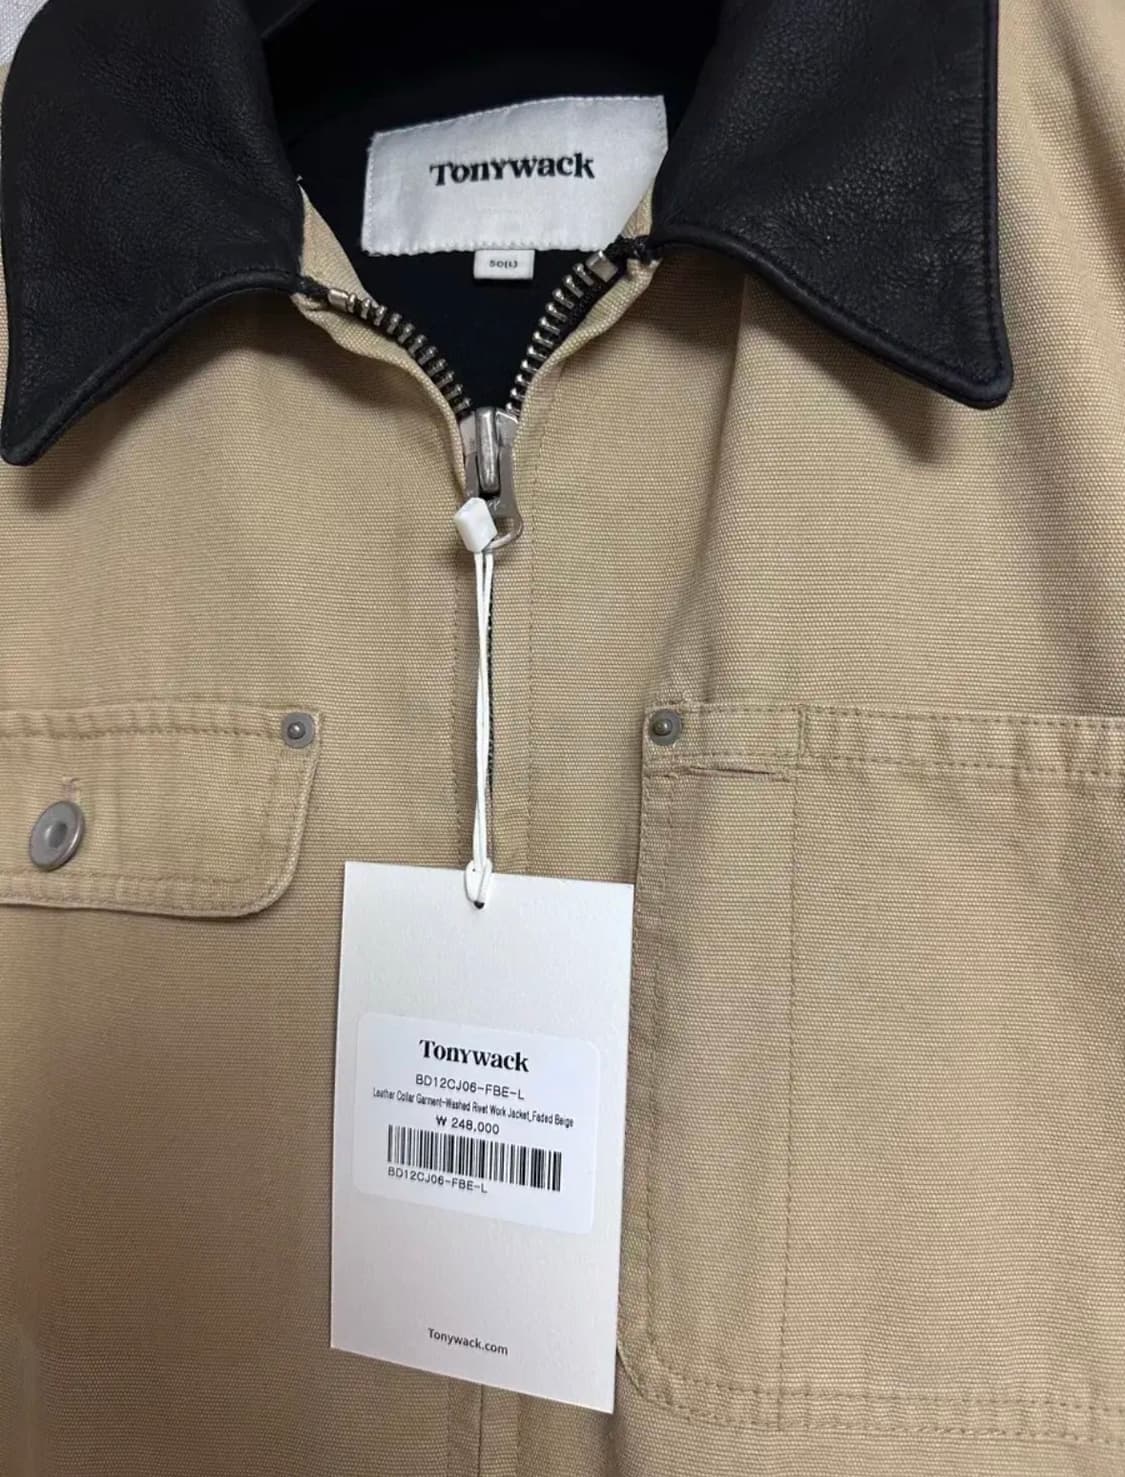 Tonywack
50(L)
Tonywack
BD12CJ06-FBE-L
Leather Collar Garment-Washed Rivet Work Jacket_Faded Beige
₩ 248,000
BD12CJ06-FBE-L
Tonywack.com